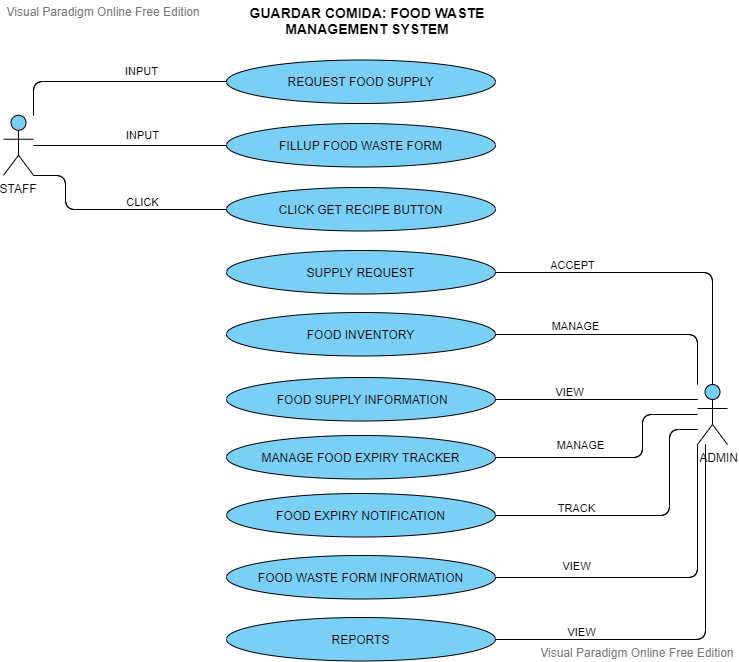 Visual Paradigm Online Free Edition
GUARDAR COMIDA: FOOD WASTE
MANAGEMENT SYSTEM
INPUT
REQUEST FOOD SUPPLY
INPUT
FILLUP FOOD WASTE FORM
STAFF
CLICK
CLICK GET RECIPE BUTTON
SUPPLY REQUEST
ACCEPT
FOOD INVENTORY
MANAGE
FOOD SUPPLY INFORMATION
VIEW
MANAGE FOOD EXPIRY TRACKER
MANAGE
ADMIN
FOOD EXPIRY NOTIFICATION
TRACK
FOOD WASTE FORM INFORMATION
VIEW
REPORTS
VIEW
Visual Paradigm Online Free Edition